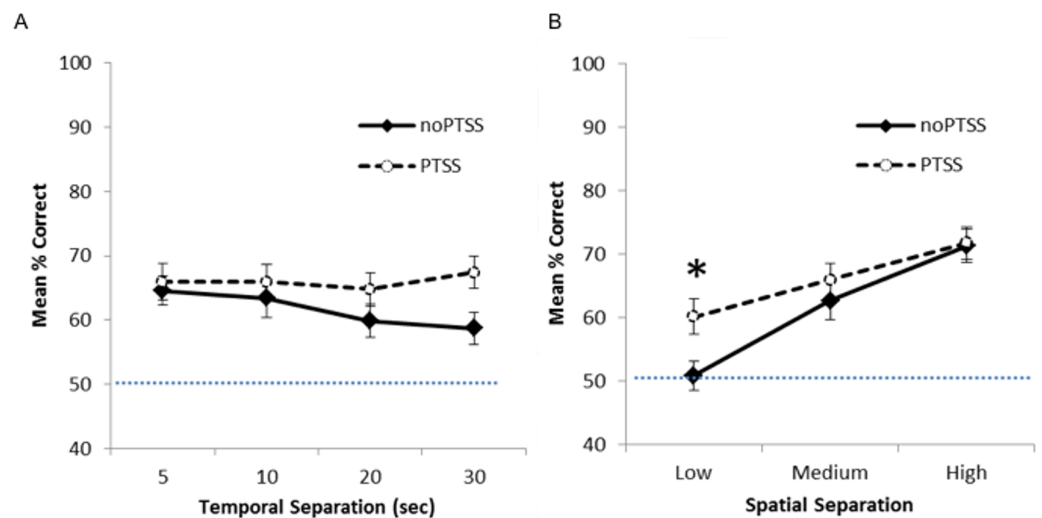 A
100
90
80
70
60
50
40
Mean % Correct
noPTSS
PTSS
5 10 20 30
Temporal Separation (sec)
B
100
90
80
70
60
50
40
Mean % Correct
noPTSS
PTSS
*
Low Medium High
Spatial Separation